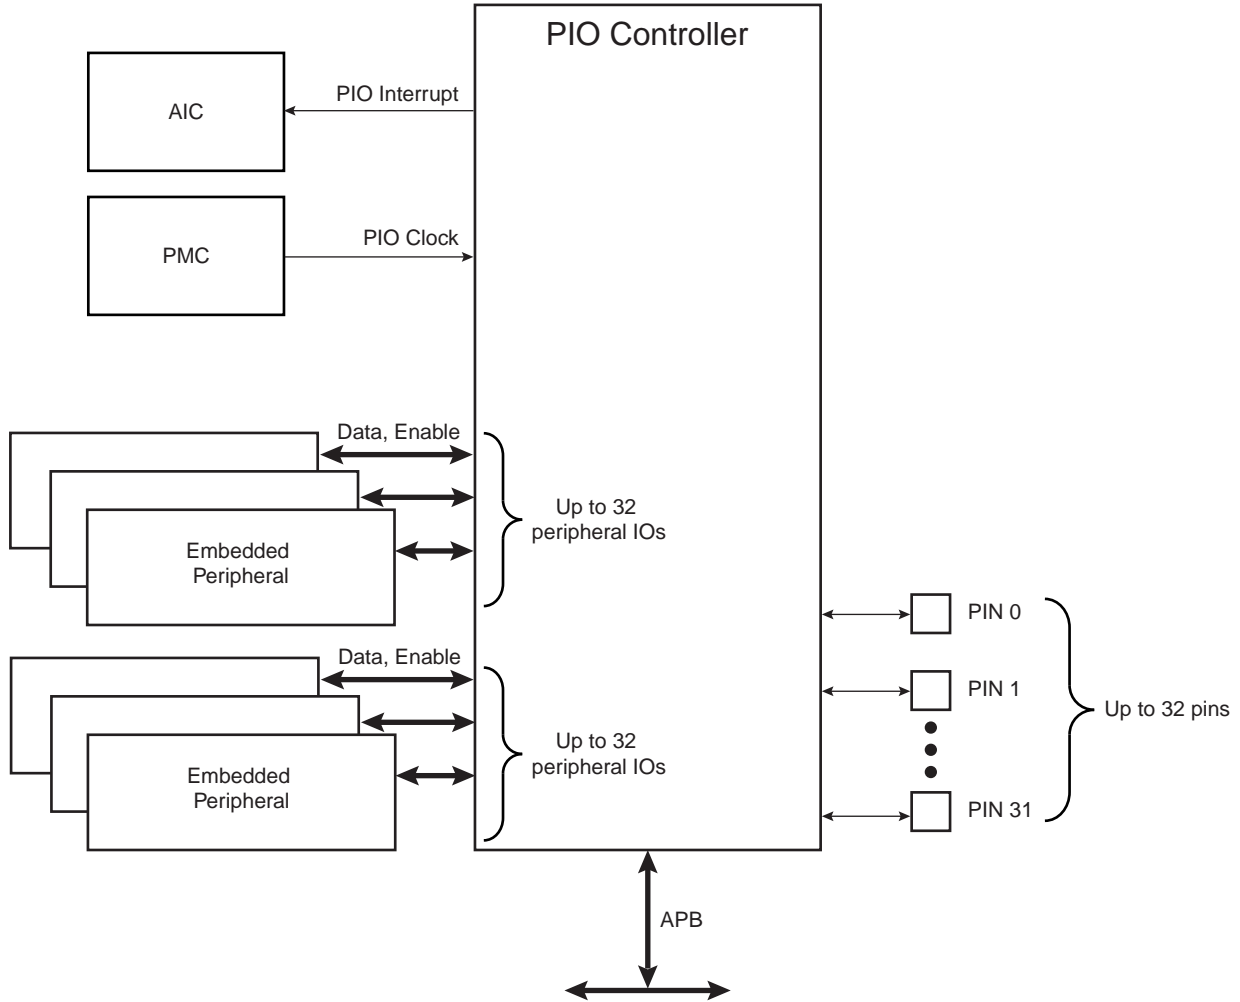 PIO Controller
PIO Interrupt
AIC
PIO Clock
PMC
Data, Enable
Up to 32
peripheral IOs
Embedded
Peripheral
PIN 0
Data, Enable
PIN 1
Up to 32 pins
Up to 32
peripheral IOs
Embedded
Peripheral
PIN 31
APB